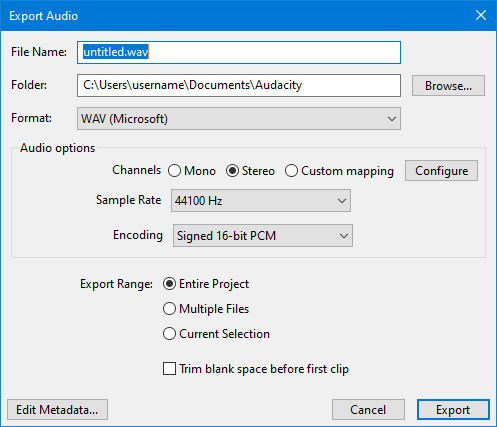 Export Audio
File Name: untitled.wav
Folder: C:\Users\username\Documents\Audacity Browse...
Format: WAV (Microsoft)
Audio options
Channels Mono Stereo Custom mapping Configure
Sample Rate 44100 Hz
Encoding Signed 16-bit PCM
Export Range: Entire Project
Multiple Files
Current Selection
Trim blank space before first clip
Edit Metadata... Cancel Export